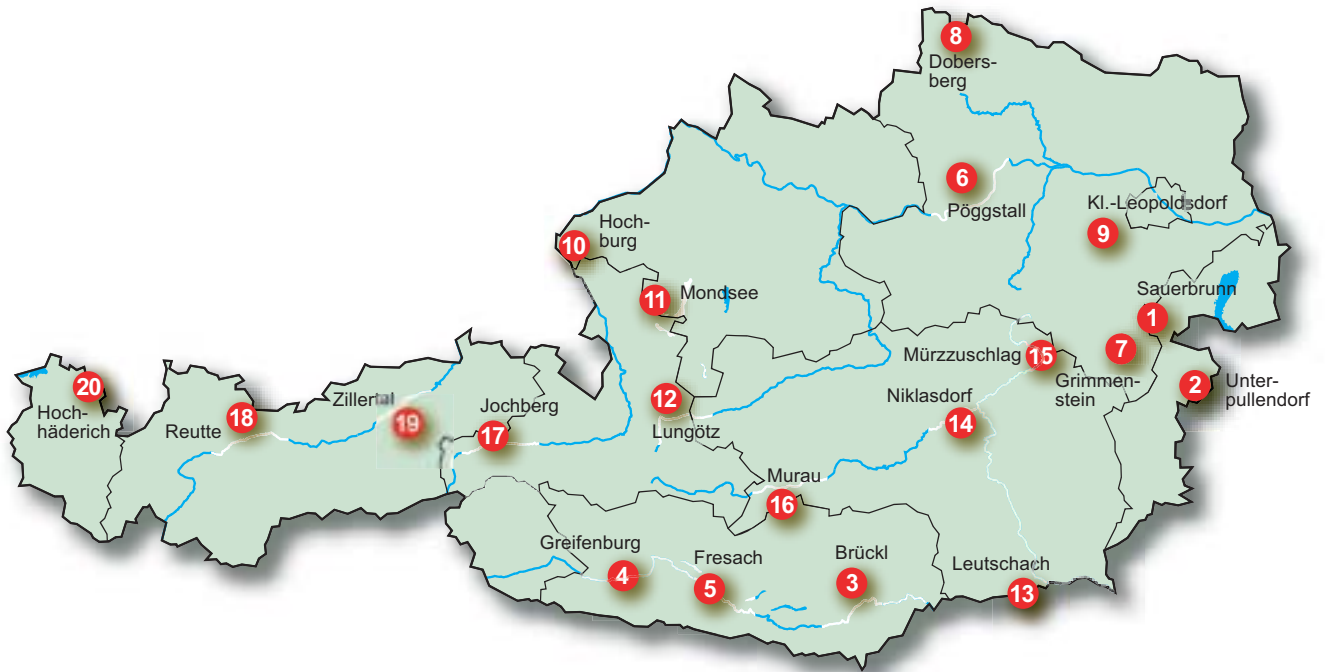 8
Dobers-
berg
6
Pöggstall
Kl.-Leopoldsdorf
9
Hoch-
burg
10
11
Mondsee
Sauerbrunn
1
7
Mürzzuschlag
15
Grimmen-
stein
2
Unter-
pullendorf
20
Hoch-
häderich
18
Reutte
Zillertal
19
Jochberg
17
12
Lungötz
Niklasdorf
14
Murau
16
Greifenburg
4
Fresach
5
Brückl
3
Leutschach
13